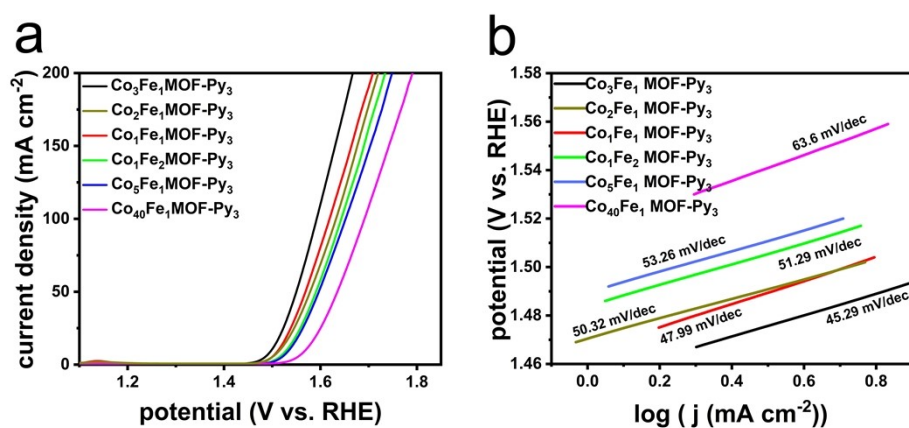 a
current density (mA cm⁻²)
200
150
100
50
0
Co₃Fe₁MOF-Py₃
Co₂Fe₁MOF-Py₃
Co₁Fe₁MOF-Py₃
Co₁Fe₂MOF-Py₃
Co₅Fe₁MOF-Py₃
Co₄₀Fe₁MOF-Py₃
1.2 1.4 1.6 1.8
potential (V vs. RHE)
b
potential (V vs. RHE)
1.58
1.56
1.54
1.52
1.50
1.48
1.46
Co₃Fe₁ MOF-Py₃
Co₂Fe₁ MOF-Py₃
Co₁Fe₁ MOF-Py₃
Co₁Fe₂ MOF-Py₃
Co₅Fe₁ MOF-Py₃
Co₄₀Fe₁ MOF-Py₃
63.6 mV/dec
53.26 mV/dec
51.29 mV/dec
50.32 mV/dec
47.99 mV/dec
45.29 mV/dec
0.0 0.2 0.4 0.6 0.8
log ( j (mA cm⁻²))